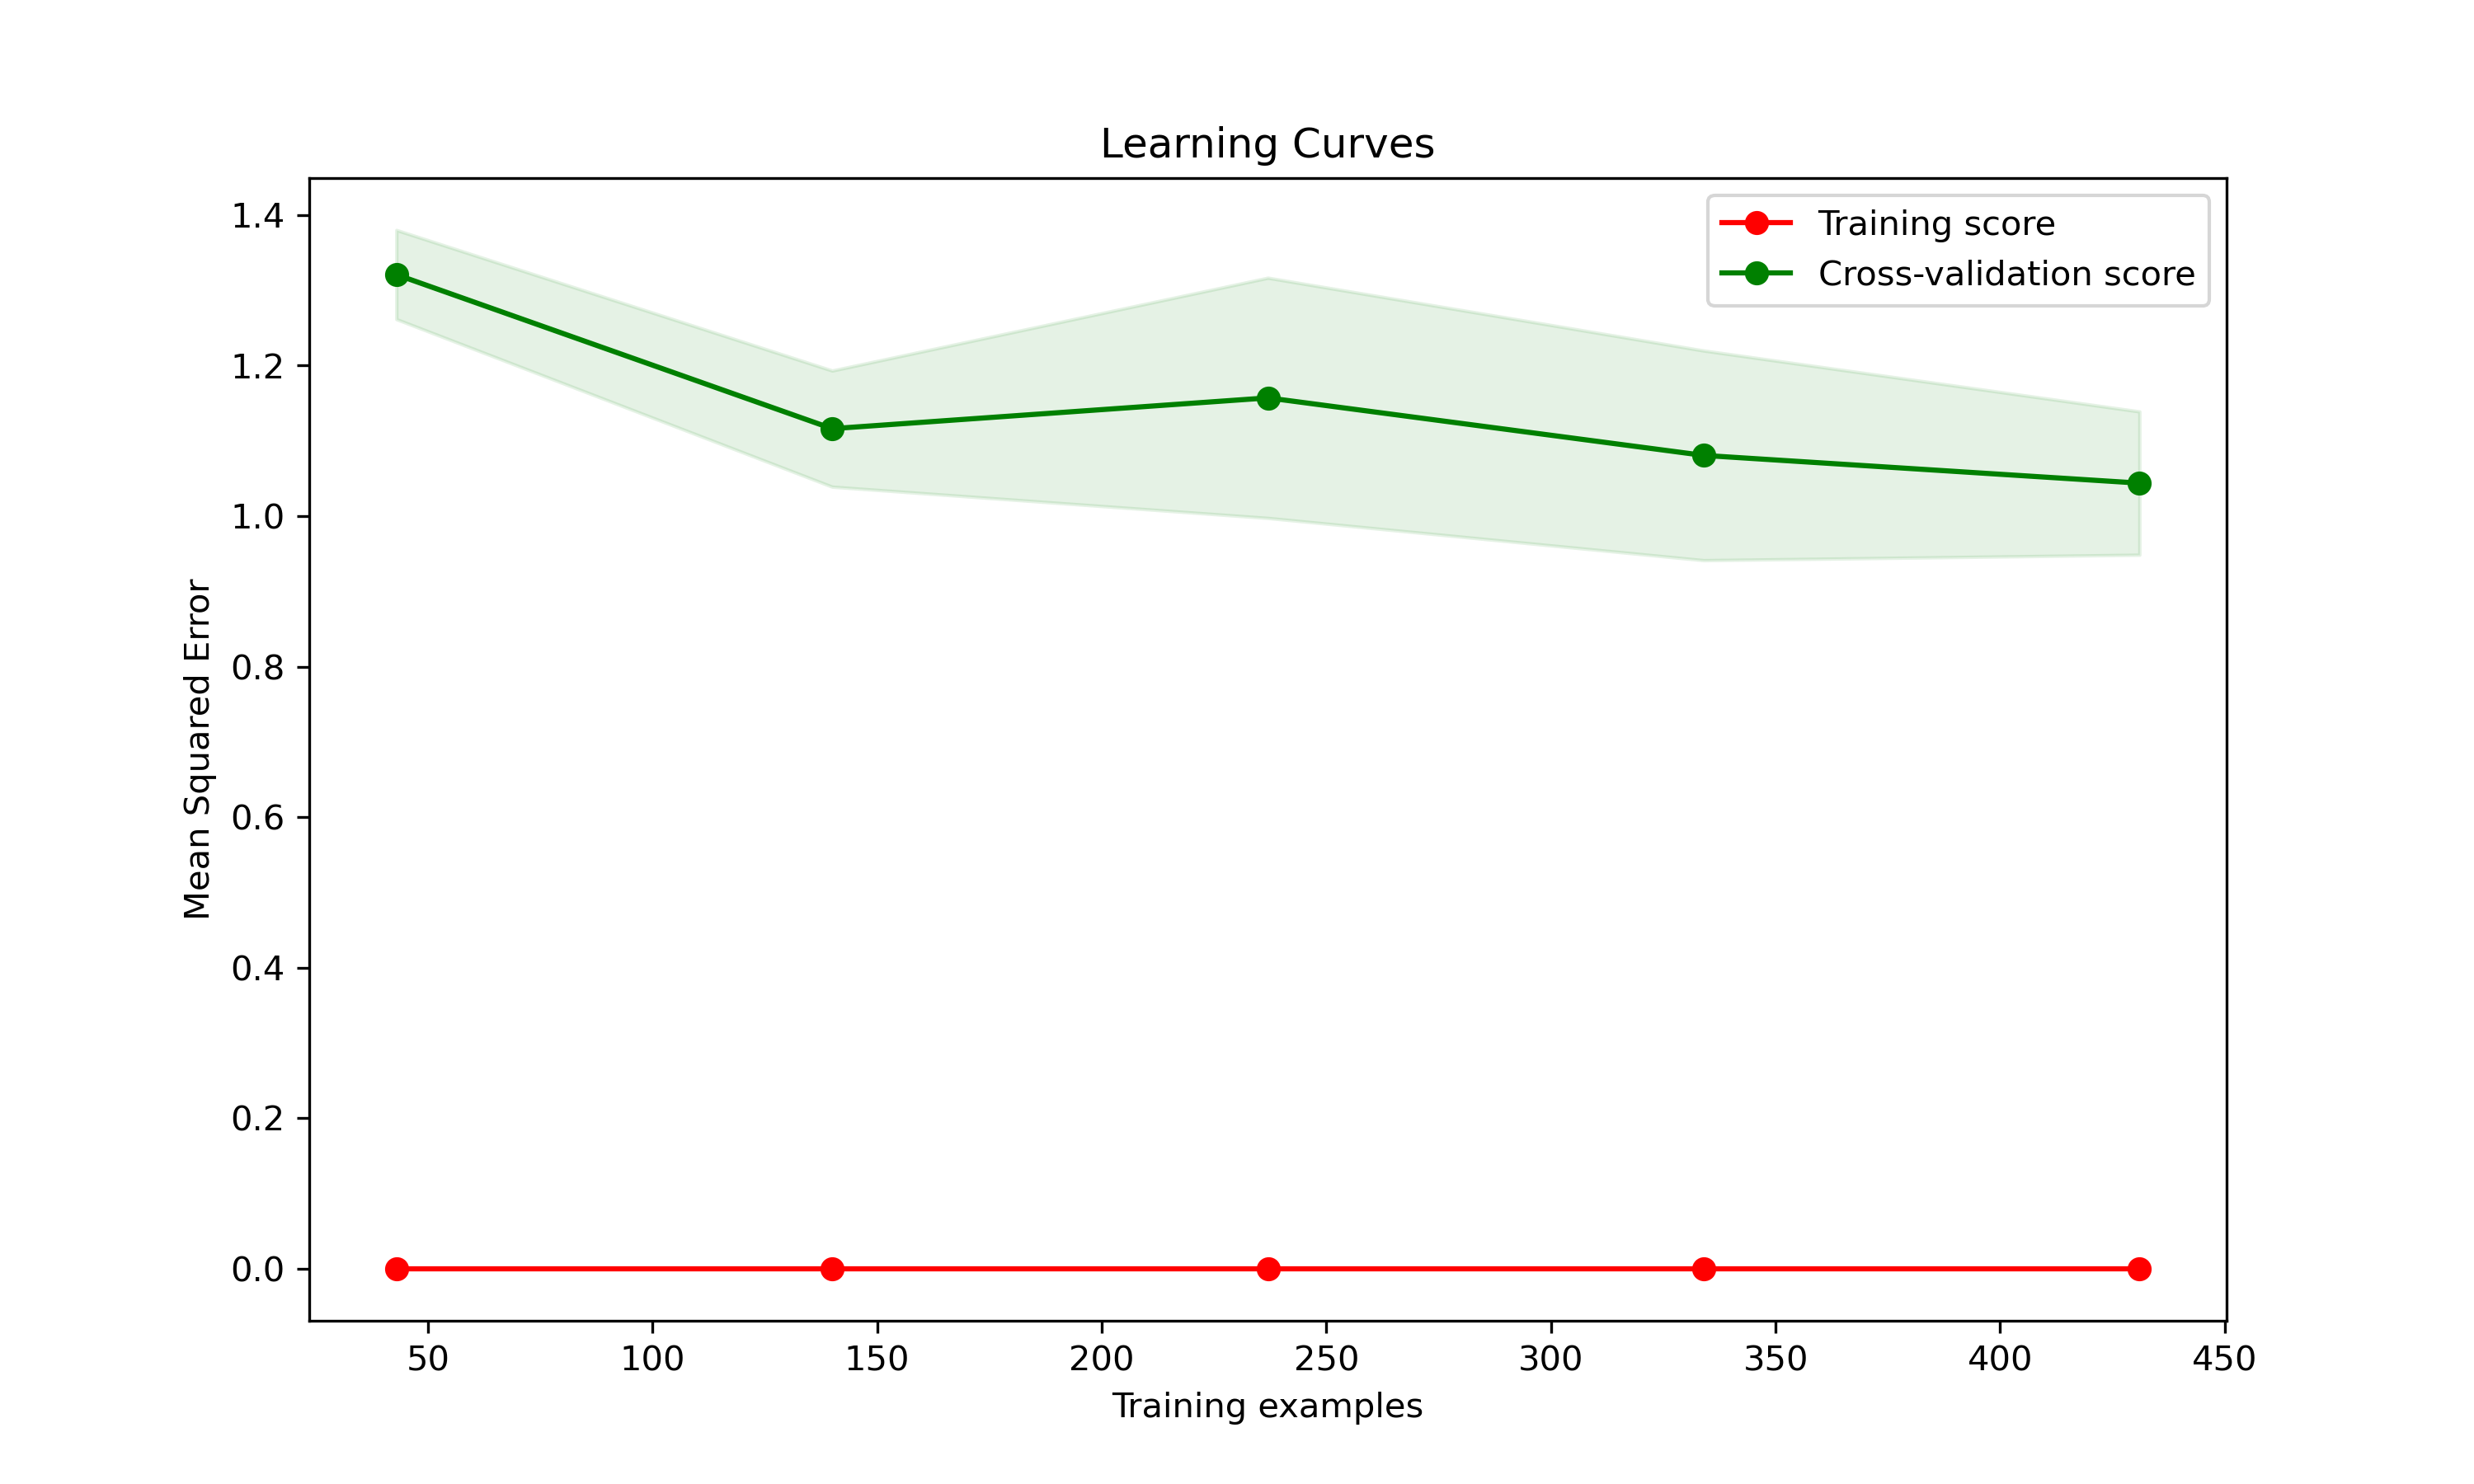 Learning Curves
Training score
Cross-validation score
1.4
1.2
1.0
0.8
0.6
0.4
0.2
0.0
Mean Squared Error
50 100 150 200 250 300 350 400 450
Training examples